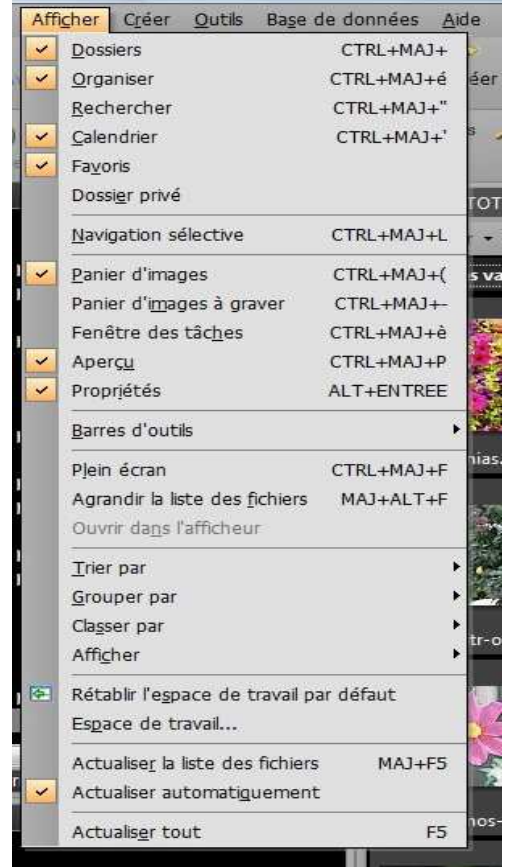 Afficher Créer Outils Base de données Aide
Dossiers CTRL+MAJ+
Organiser CTRL+MAJ+é
Rechercher CTRL+MAJ+"
Calendrier CTRL+MAJ+'
Favoris
Dossier privé
Navigation sélective CTRL+MAJ+L
Panier d'images CTRL+MAJ+(
Panier d'images à graver CTRL+MAJ+-
Fenêtre des tâches CTRL+MAJ+è
Aperçu CTRL+MAJ+P
Propriétés ALT+ENTREE
Barres d'outils
Plein écran CTRL+MAJ+F
Agrandir la liste des fichiers MAJ+ALT+F
Ouvrir dans l'afficheur
Trier par
Grouper par
Classer par
Afficher
Rétablir l'espace de travail par défaut
Espace de travail...
Actualiser la liste des fichiers MAJ+F5
Actualiser automatiquement
Actualiser tout F5